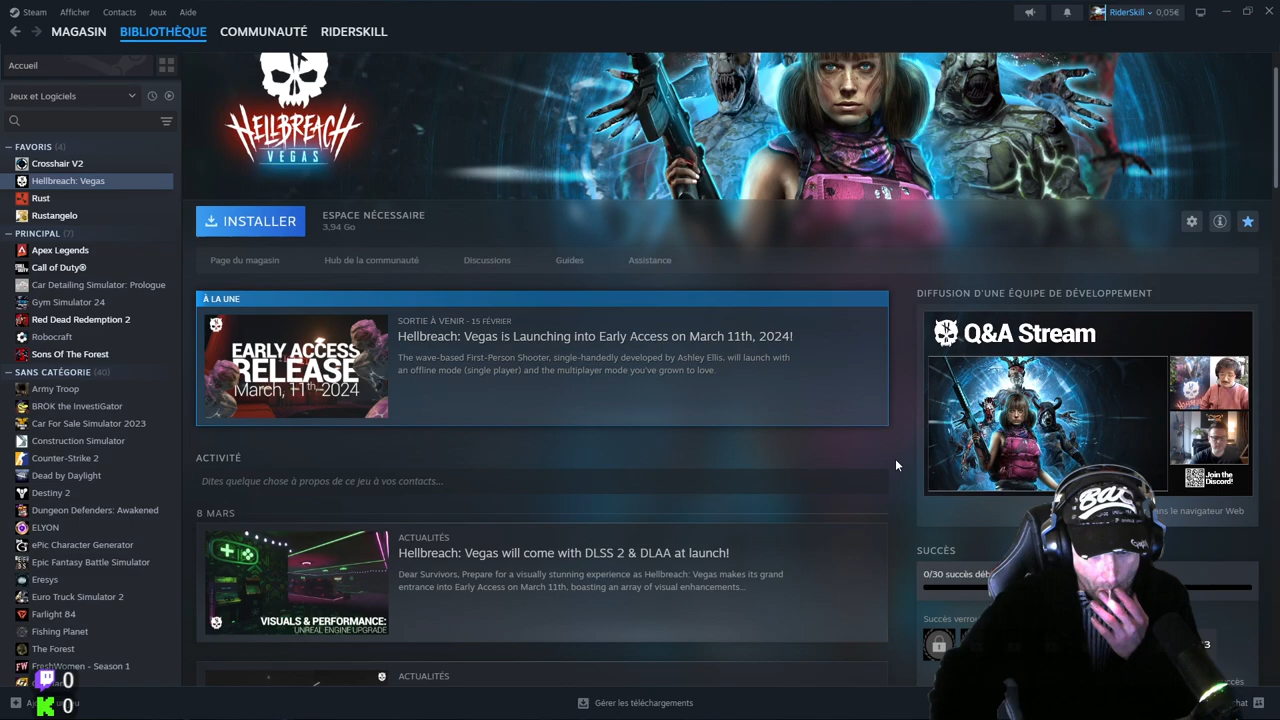 Steam Afficher Contacts Jeux Aide
RiderSkill 0,05€
MAGASIN BIBLIOTHÈQUE COMMUNAUTÉ RIDERSKILL
Accueil
Jeux et Logiciels
FAVORIS (4)
Crosshair V2
Hellbreach: Vegas
Rust
Rustangelo
PRINCIPAL (7)
Apex Legends
Call of Duty®
Car Detailing Simulator: Prologue
Gym Simulator 24
Red Dead Redemption 2
Robocraft
Sons Of The Forest
SANS CATÉGORIE (40)
Army Troop
BROK the InvestiGator
Car For Sale Simulator 2023
Construction Simulator
Counter-Strike 2
Dead by Daylight
Destiny 2
Dungeon Defenders: Awakened
ELYON
ePic Character Generator
Epic Fantasy Battle Simulator
Eresys
Euro Truck Simulator 2
Farlight 84
Fishing Planet
The Forest
FreshWomen - Season 1
0
0
HELLBREACH
VEGAS
INSTALLER
ESPACE NÉCESSAIRE
3,94 Go
Page du magasin Hub de la communauté Discussions Guides Assistance
À LA UNE
EARLY ACCESS
RELEASE
March, 11th 2024
SORTIE À VENIR - 15 FÉVRIER
Hellbreach: Vegas is Launching into Early Access on March 11th, 2024!
The wave-based First-Person Shooter, single-handedly developed by Ashley Ellis, will launch with
an offline mode (single player) and the multiplayer mode you've grown to love.
ACTIVITÉ
Dites quelque chose à propos de ce jeu à vos contacts...
8 MARS
VISUALS & PERFORMANCE:
UNREAL ENGINE UPGRADE
ACTUALITÉS
Hellbreach: Vegas will come with DLSS 2 & DLAA at launch!
Dear Survivors, Prepare for a visually stunning experience as Hellbreach: Vegas makes its grand
entrance into Early Access on March 11th, boasting an array of visual enhancements...
ACTUALITÉS
DIFFUSION D'UNE ÉQUIPE DE DÉVELOPPEMENT
Q&A Stream
Join the
Discord!
dans le navigateur Web
SUCCÈS
0/30 succès
Succès
Gérer les téléchargements
chat